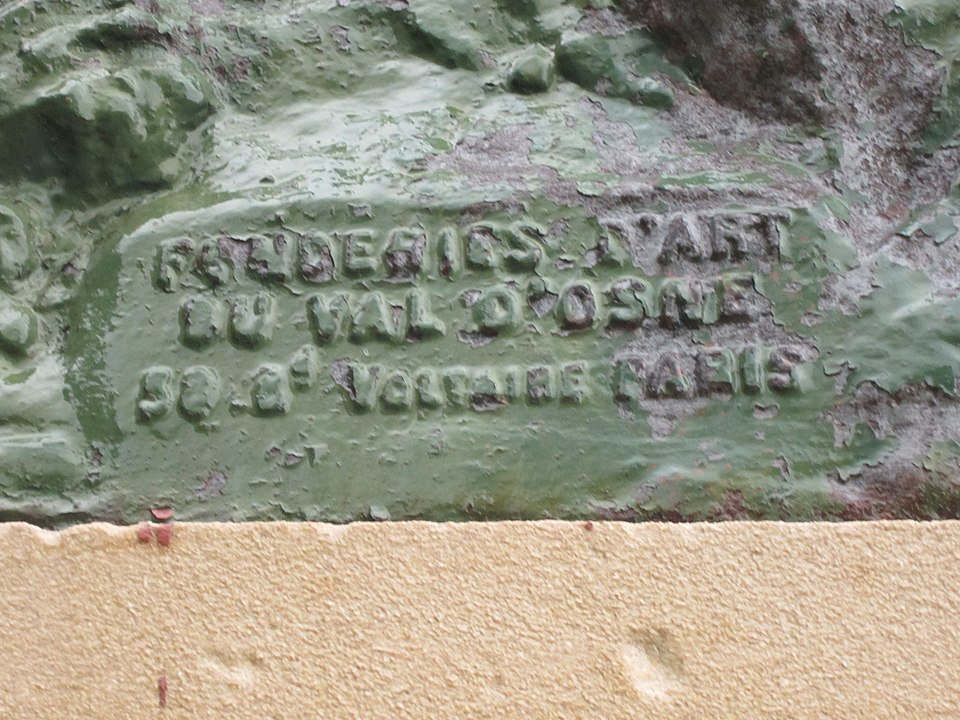 FONDERIES D'ART
DU VAL D'OSNE
58.Bd VOLTAIRE PARIS